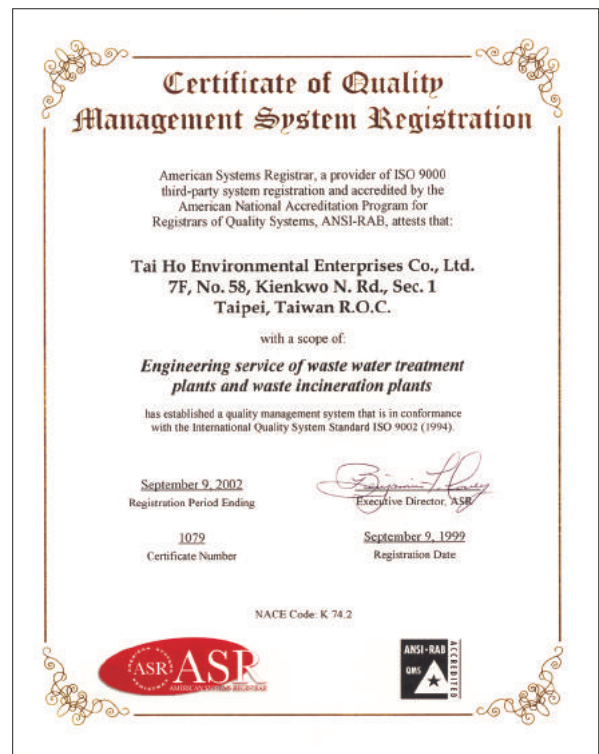 Certificate of Quality
Management System Registration
American Systems Registrar, a provider of ISO 9000
third-party system registration and accredited by the
American National Accreditation Program for
Registrars of Quality Systems, ANSI-RAB, attests that:
Tai Ho Environmental Enterprises Co., Ltd.
7F, No. 58, Kienkwo N. Rd., Sec. 1
Taipei, Taiwan R.O.C.
with a scope of:
Engineering service of waste water treatment
plants and waste incineration plants
has established a quality management system that is in conformance
with the International Quality System Standard ISO 9002 (1994).
September 9, 2002
Registration Period Ending
Executive Director, ASR
1079
Certificate Number
September 9, 1999
Registration Date
NACE Code: K 74.2
ASR ASR
AMERICAN SYSTEMS REGISTRAR
ANSI-RAB
QMS
ACCREDITED